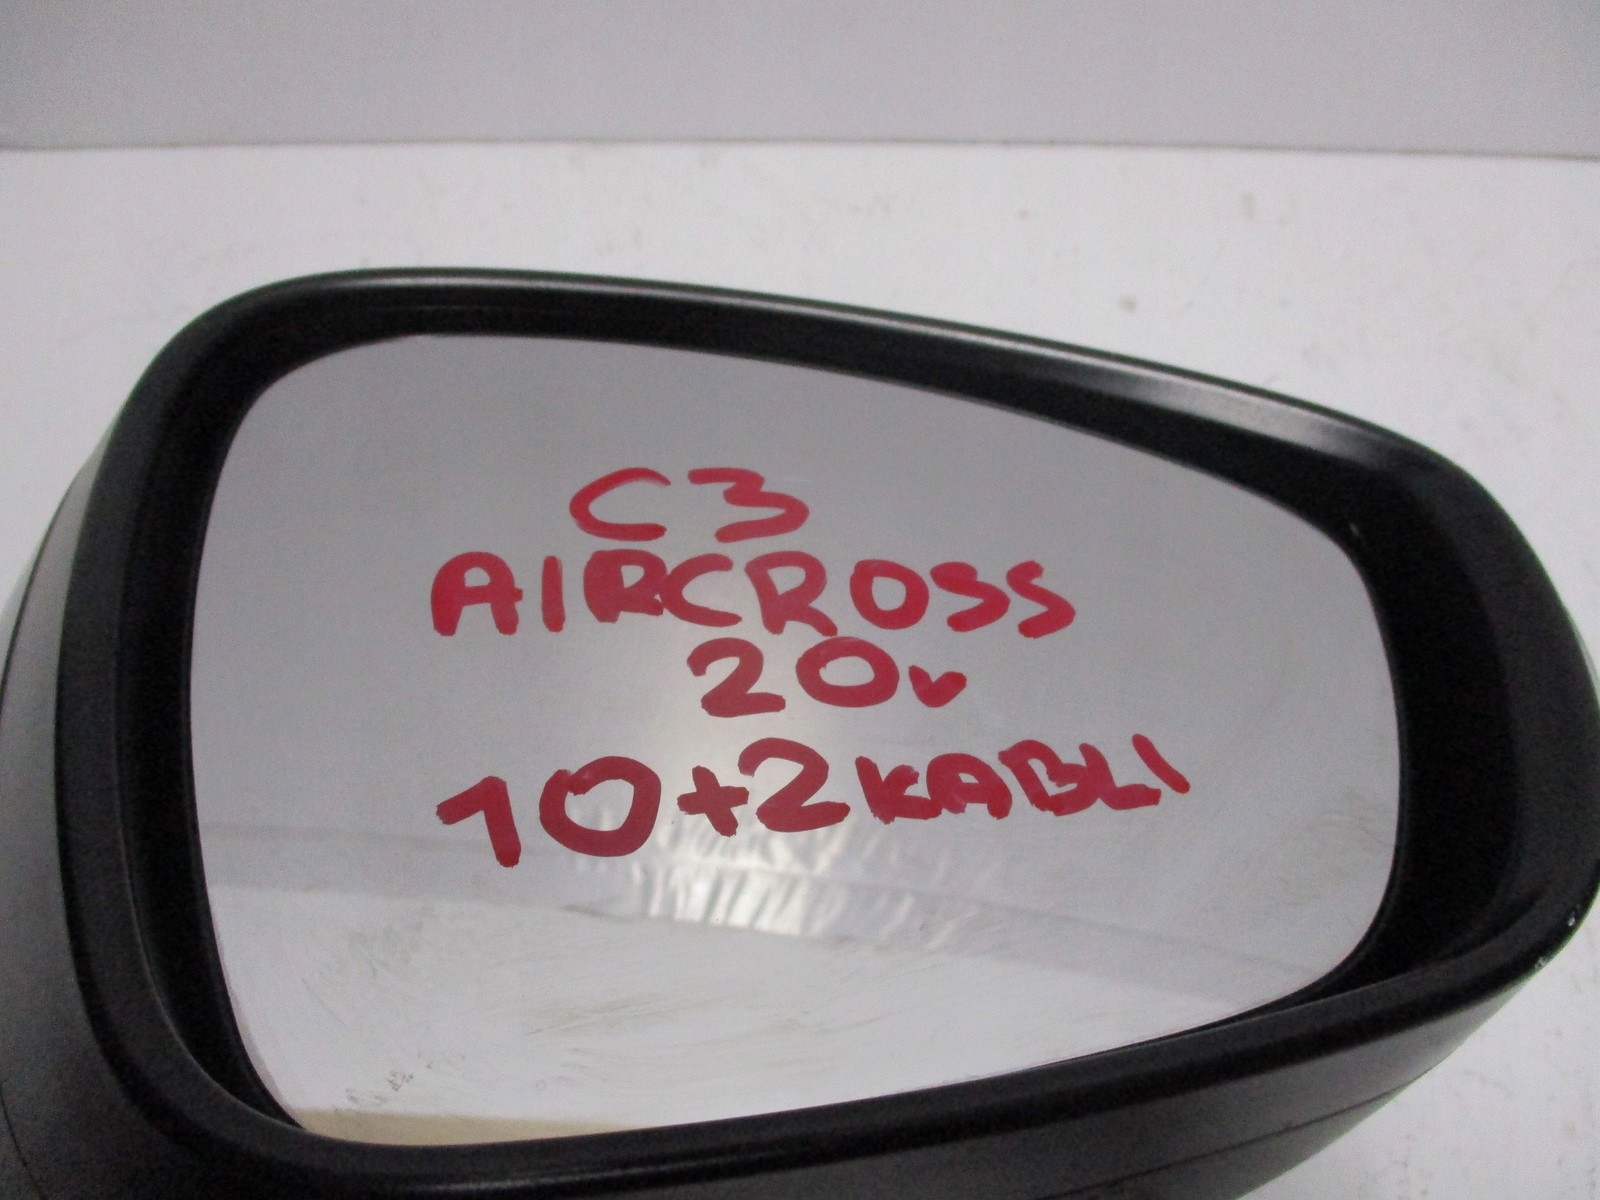 C3
AIRCROSS
20v
10+2KABLI